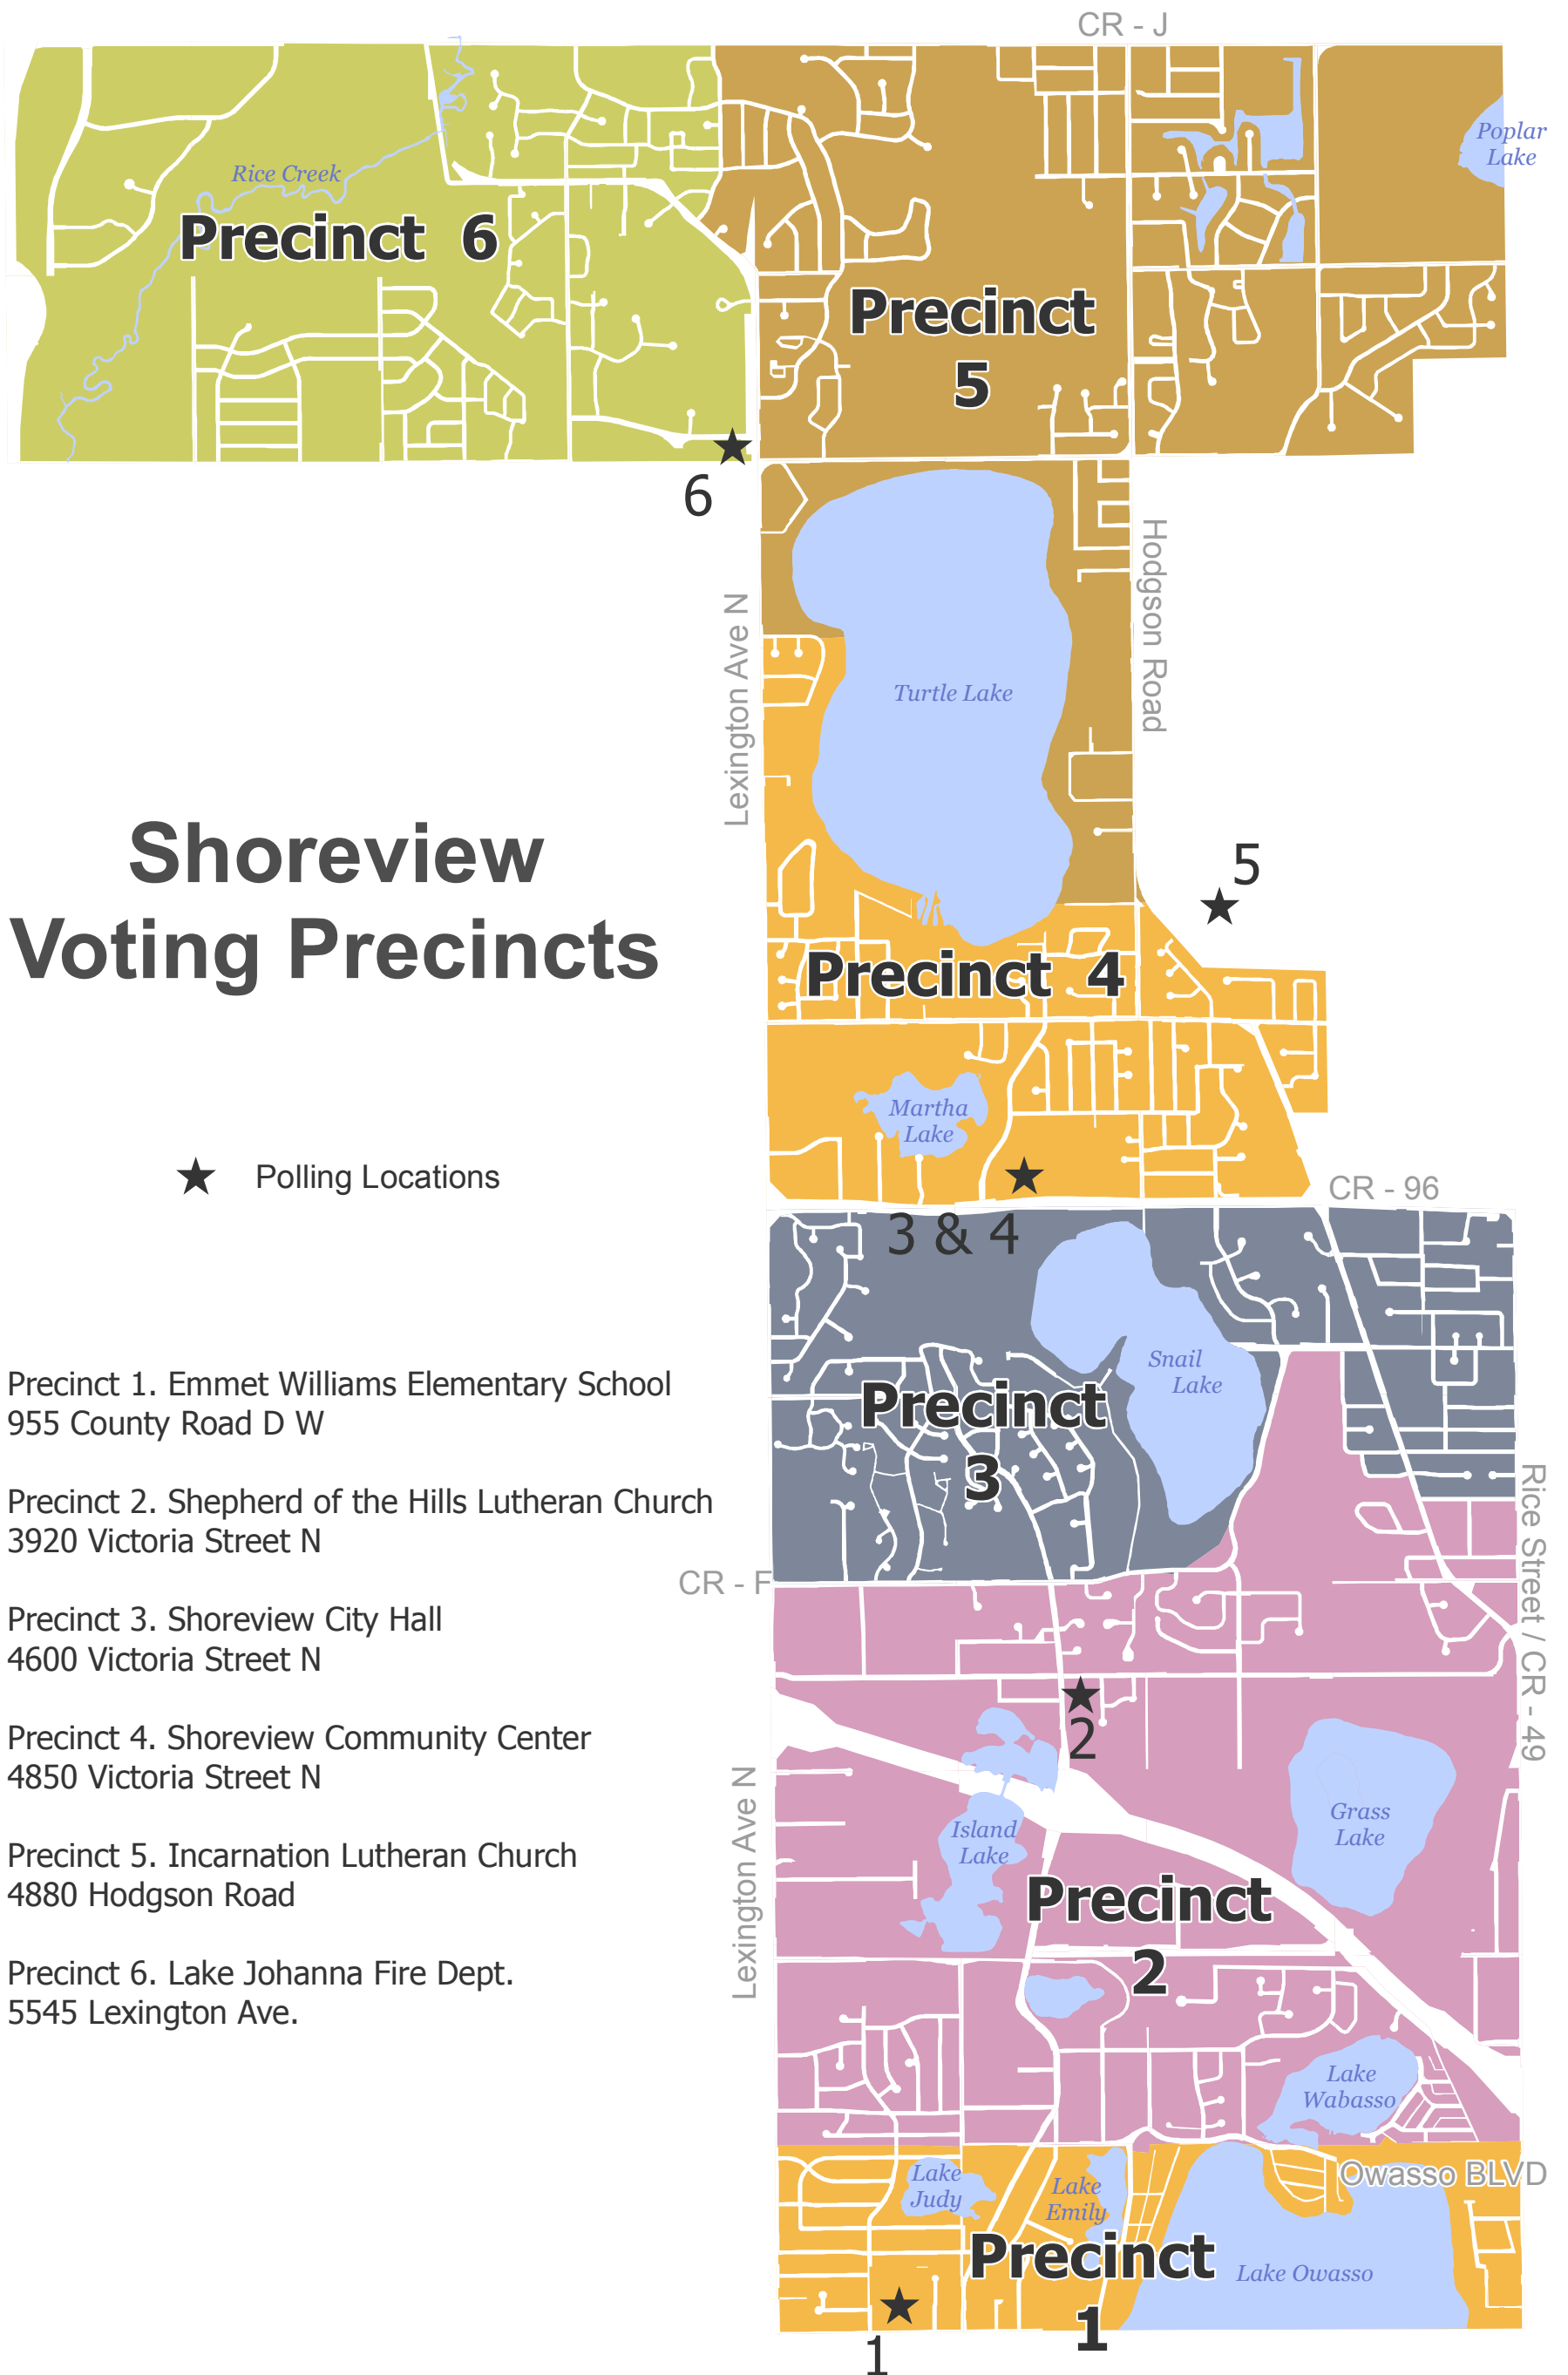 CR - J
Poplar
Lake
Rice Creek
Precinct 6
Precinct
5
6
Lexington Ave N
Hodgson Road
Turtle Lake
Shoreview
Voting Precincts
5
Precinct 4
Martha
Lake
Polling Locations
CR - 96
3 & 4
Snail
Lake
Precinct
3
Precinct 1. Emmet Williams Elementary School
955 County Road D W
Precinct 2. Shepherd of the Hills Lutheran Church
3920 Victoria Street N
Precinct 3. Shoreview City Hall
4600 Victoria Street N
Precinct 4. Shoreview Community Center
4850 Victoria Street N
Precinct 5. Incarnation Lutheran Church
4880 Hodgson Road
Precinct 6. Lake Johanna Fire Dept.
5545 Lexington Ave.
CR - F
Rice Street / CR - 49
2
Lexington Ave N
Island
Lake
Grass
Lake
Precinct
2
Lake
Wabasso
Owasso BLVD
Lake
Judy
Lake
Emily
Precinct
1
Lake Owasso
1